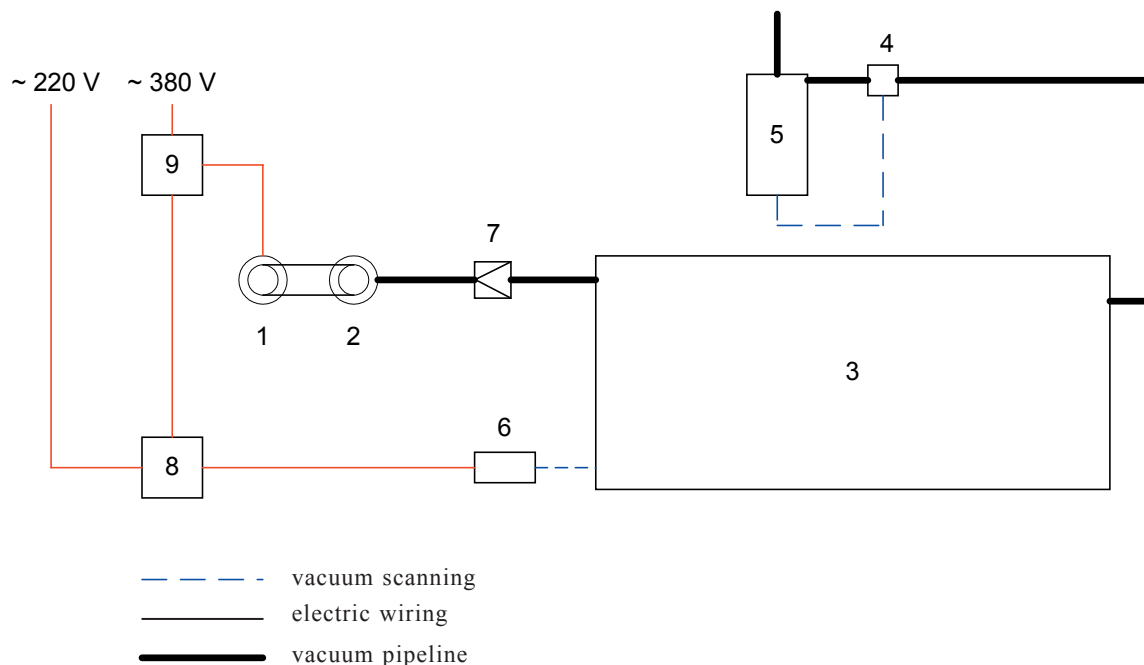 4
~ 220 V ~ 380 V
5
9
7
1 2
3
6
8
vacuum scanning
electric wiring
vacuum pipeline